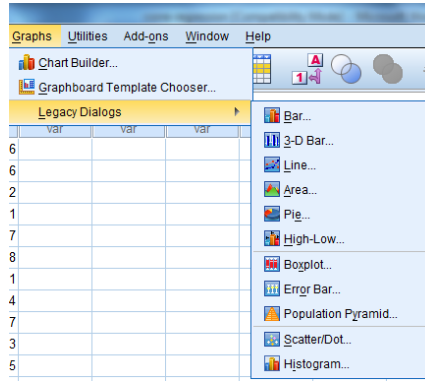 Graphs Utilities Add-ons Window Help
Chart Builder...
Graphboard Template Chooser...
Legacy Dialogs
var var var
Bar...
3-D Bar...
Line...
Area...
Pie...
High-Low...
Boxplot...
Error Bar...
Population Pyramid...
Scatter/Dot...
Histogram...
6
6
2
1
7
8
1
4
7
3
5